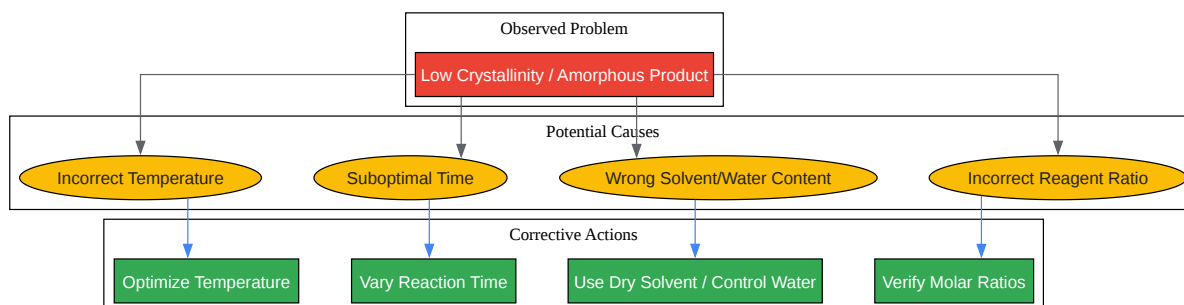 Observed Problem
Low Crystallinity / Amorphous Product
Potential Causes
Incorrect Temperature
Suboptimal Time
Wrong Solvent/Water Content
Incorrect Reagent Ratio
Corrective Actions
Optimize Temperature
Vary Reaction Time
Use Dry Solvent / Control Water
Verify Molar Ratios